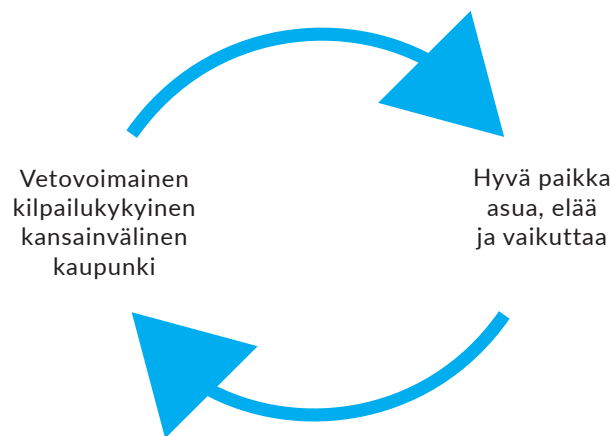 Vetovoimainen
kilpailukykyinen
kansainvälinen
kaupunki
Hyvä paikka
asua, elää
ja vaikuttaa